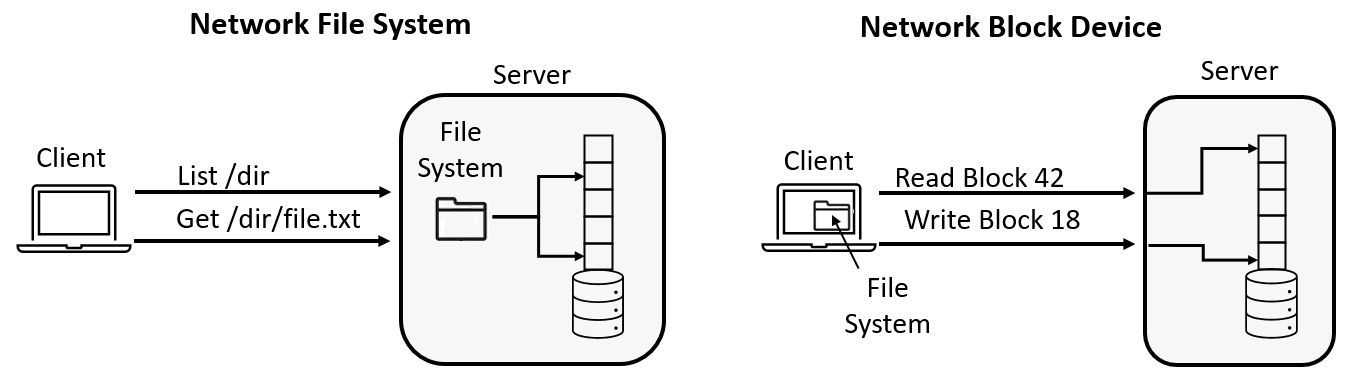 Network File System
Server
Client
File
System
List /dir
Get /dir/file.txt
Network Block Device
Server
Client
Read Block 42
Write Block 18
File
System